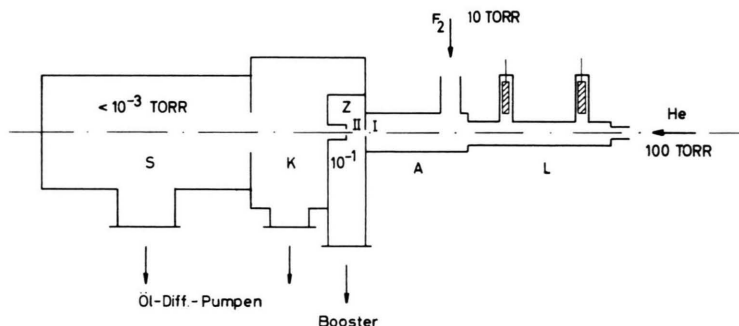 F₂ 10 TORR
< 10⁻³ TORR
Z
He
II I
10⁻¹
100 TORR
S K A L
Öl-Diff.-Pumpen
Booster